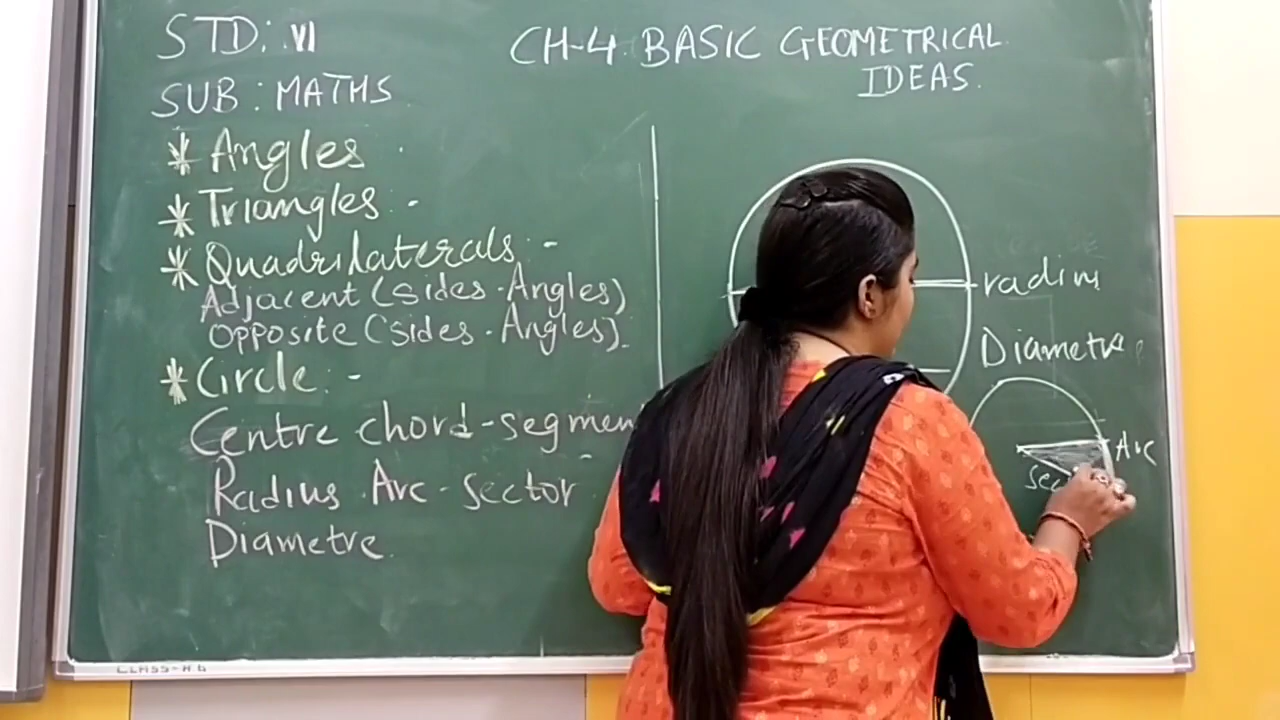 STD: VI
SUB: MATHS
CH-4 BASIC GEOMETRICAL
IDEAS.
* Angles
* Triangles -
* Quadrilaterals: -
Adjacent (sides. Angles)
Opposite (sides. Angles).
* Circle: -
Centre chord-segmen
Radius. Arc - sector
Diametre.
radius
Diametre
Arc
CLASS-